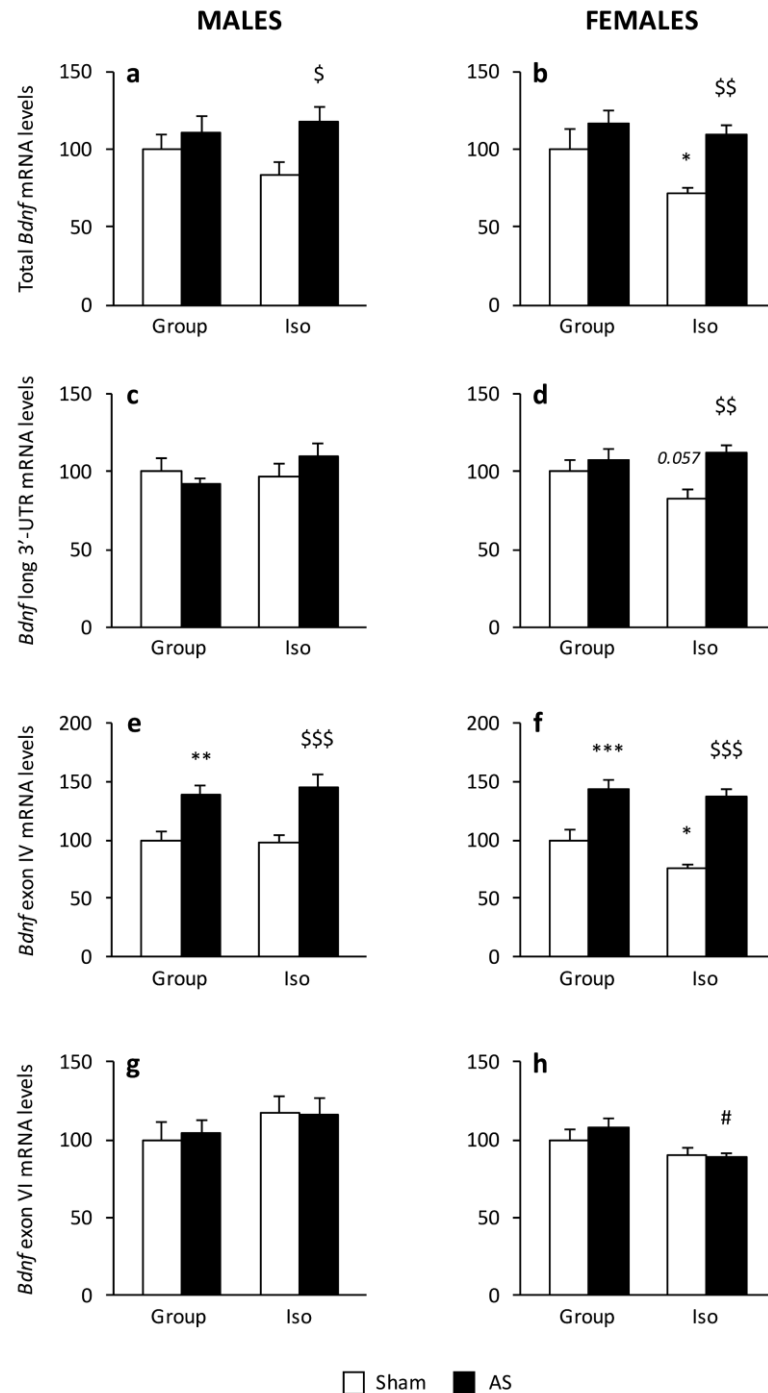 MALES FEMALES
a $
b $$
*
Total Bdnf mRNA levels
150
100
50
0
Group Iso
150
100
50
0
Group Iso
c
d $$
0.057
Bdnf long 3′-UTR mRNA levels
150
100
50
0
Group Iso
150
100
50
0
Group Iso
e ** $$$
f *** $$$
*
Bdnf exon IV mRNA levels
200
150
100
50
0
Group Iso
200
150
100
50
0
Group Iso
g
h #
Bdnf exon VI mRNA levels
150
100
50
0
Group Iso
150
100
50
0
Group Iso
Sham AS